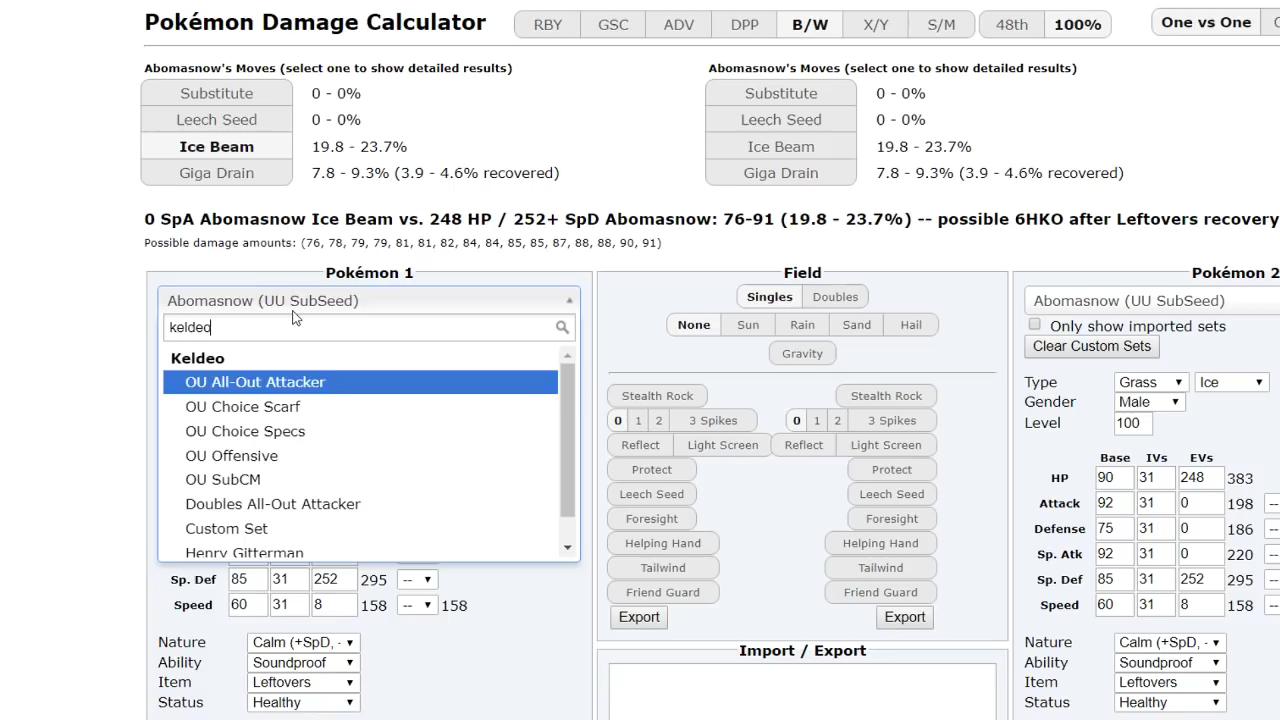 Pokémon Damage Calculator RBY GSC ADV DPP B/W X/Y S/M 48th 100% One vs One
Abomasnow's Moves (select one to show detailed results) Abomasnow's Moves (select one to show detailed results)
Substitute 0 - 0% Substitute 0 - 0%
Leech Seed 0 - 0% Leech Seed 0 - 0%
Ice Beam 19.8 - 23.7% Ice Beam 19.8 - 23.7%
Giga Drain 7.8 - 9.3% (3.9 - 4.6% recovered) Giga Drain 7.8 - 9.3% (3.9 - 4.6% recovered)
0 SpA Abomasnow Ice Beam vs. 248 HP / 252+ SpD Abomasnow: 76-91 (19.8 - 23.7%) -- possible 6HKO after Leftovers recovery
Possible damage amounts: (76, 78, 79, 79, 81, 81, 82, 84, 84, 85, 85, 87, 88, 88, 90, 91)
Pokémon 1
Abomasnow (UU SubSeed)
keldeo
Keldeo
OU All-Out Attacker
OU Choice Scarf
OU Choice Specs
OU Offensive
OU SubCM
Doubles All-Out Attacker
Custom Set
Henry Gitterman
Sp. Def 85 31 252 295 --
Speed 60 31 8 158 -- 158
Nature Calm (+SpD, -
Ability Soundproof
Item Leftovers
Status Healthy
Field
Singles Doubles
None Sun Rain Sand Hail
Gravity
Stealth Rock Stealth Rock
0 1 2 3 Spikes 0 1 2 3 Spikes
Reflect Light Screen Reflect Light Screen
Protect Protect
Leech Seed Leech Seed
Foresight Foresight
Helping Hand Helping Hand
Tailwind Tailwind
Friend Guard Friend Guard
Export Export
Import / Export
Pokémon 2
Abomasnow (UU SubSeed)
Only show imported sets
Clear Custom Sets
Type Grass Ice
Gender Male
Level 100
Base IVs EVs
HP 90 31 248 383
Attack 92 31 0 198 --
Defense 75 31 0 186 --
Sp. Atk 92 31 0 220 --
Sp. Def 85 31 252 295 --
Speed 60 31 8 158 --
Nature Calm (+SpD, -
Ability Soundproof
Item Leftovers
Status Healthy